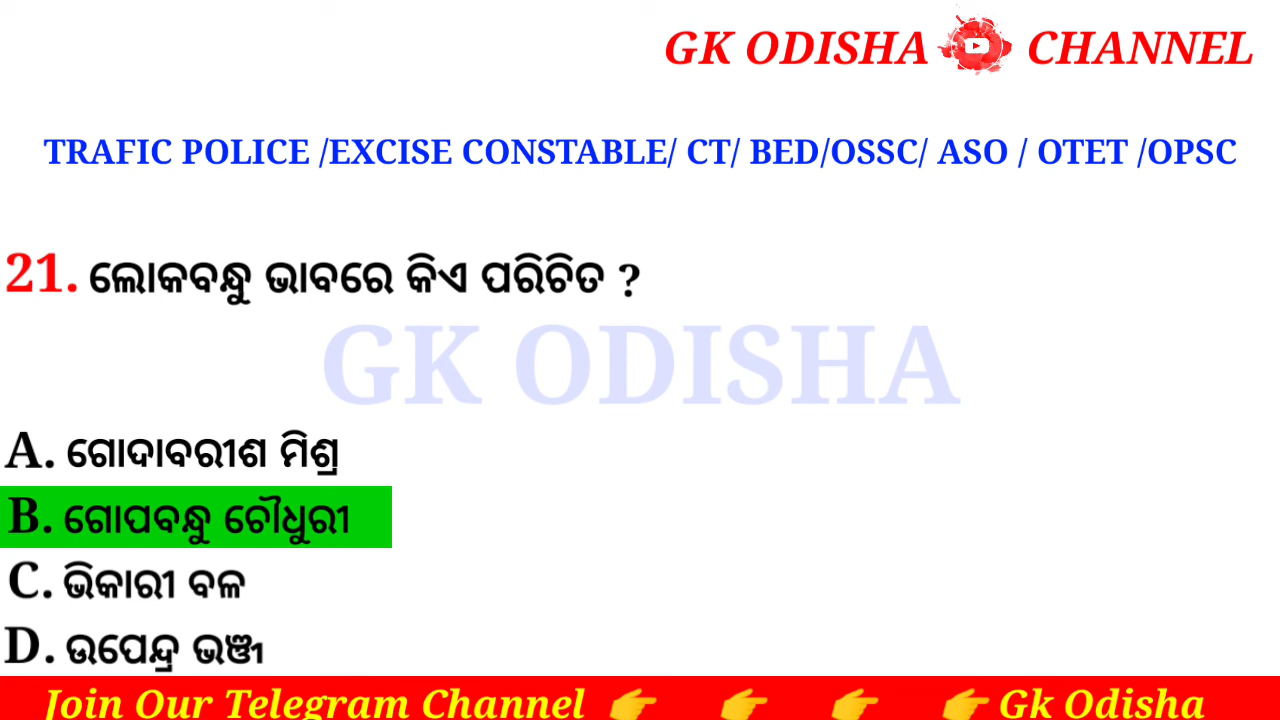 GK ODISHA CHANNEL
TRAFIC POLICE /EXCISE CONSTABLE/ CT/ BED/OSSC/ ASO / OTET /OPSC
21. ଲୋକବନ୍ଧୁ ଭାବରେ କିଏ ପରିଚିତ ?
GK ODISHA
A. ଗୋଦାବରୀଶ ମିଶ୍ର
B. ଗୋପବନ୍ଧୁ ଚୌଧୁରୀ
C. ଭିକାରୀ ବଳ
D. ଉପେନ୍ଦ୍ର ଭଞ୍ଜ
Join Our Telegram Channel 👉 👉 👉 👉 Gk Odisha